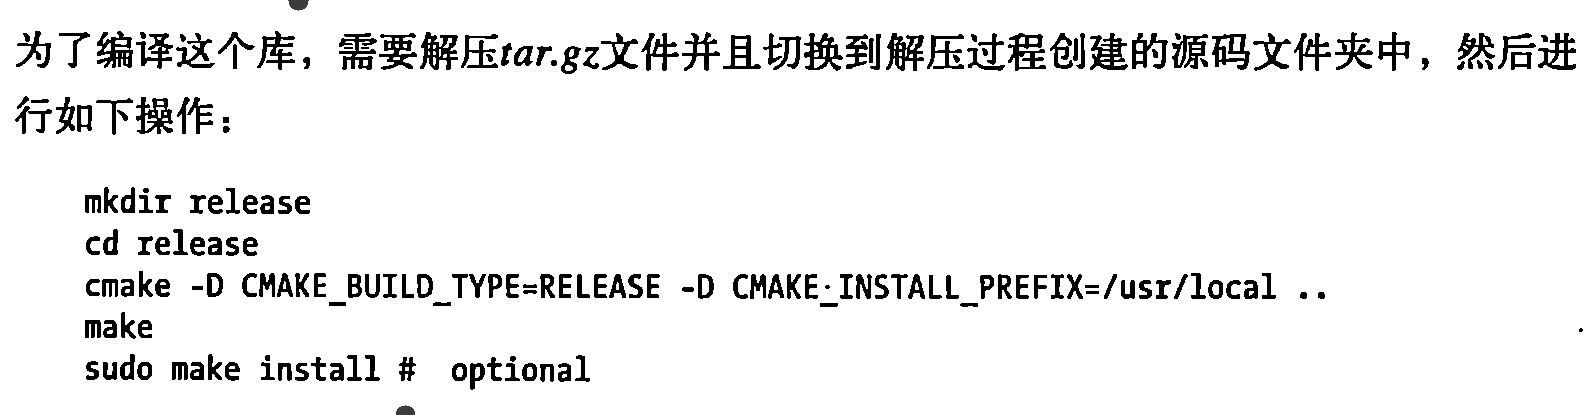 为了编译这个库，需要解压tar.gz文件并且切换到解压过程创建的源码文件夹中，然后进
行如下操作：
mkdir release
cd release
cmake -D CMAKE_BUILD_TYPE=RELEASE -D CMAKE_INSTALL_PREFIX=/usr/local ..
make
sudo make install #  optional